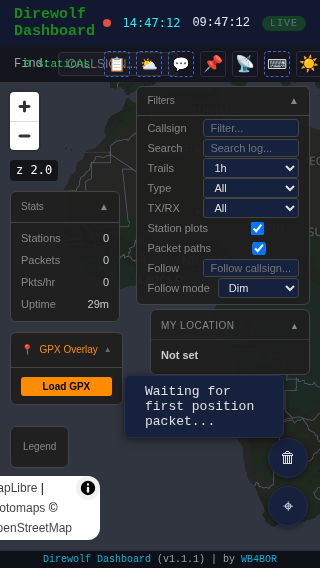 Direwolf
Dashboard
14:47:12 09:47:12 LIVE
Find: CALLSIGN...
+
−
z 2.0
Filters ▲
Callsign Filter...
Search Search log...
Trails 1h
Type All
TX/RX All
Station plots
Packet paths
Follow Follow callsign...
Follow mode Dim
Stats ▲
Stations 0
Packets 0
Pkts/hr 0
Uptime 29m
GPX Overlay ▲
Load GPX
MY LOCATION ▲
Not set
Waiting for
first position
packet...
Legend
apLibre |
otomaps ©
enStreetMap
Direwolf Dashboard (v1.1.1) | by WB4BOR